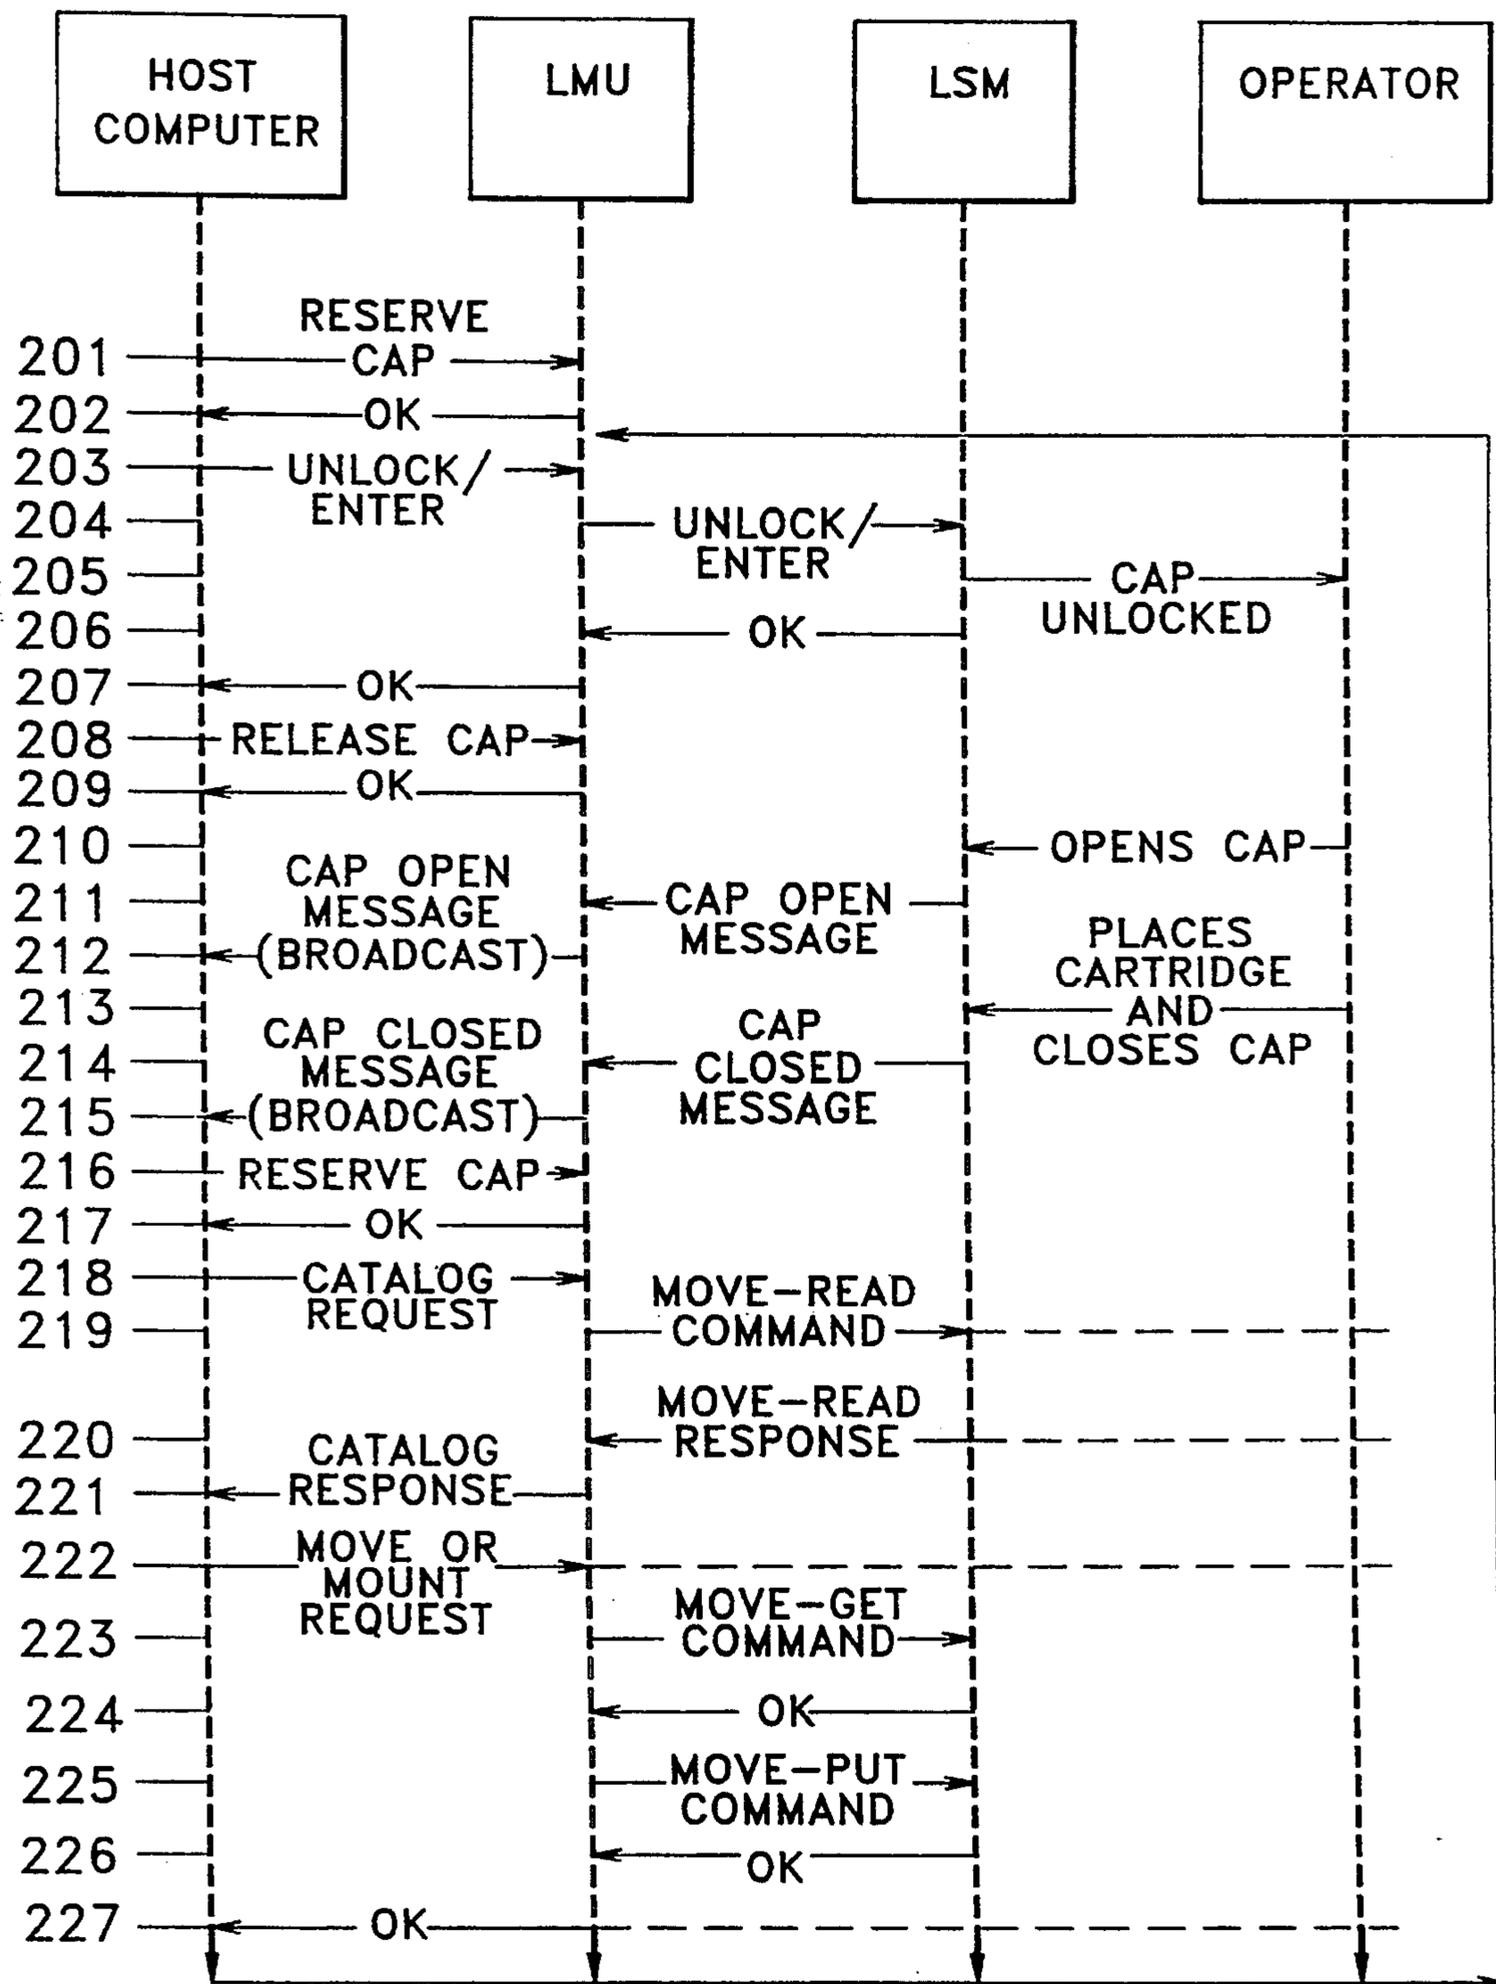 HOST
COMPUTER
LMU
LSM
OPERATOR
RESERVE
201 CAP
202 OK
203 UNLOCK/
ENTER
204 UNLOCK/
ENTER
205 CAP
UNLOCKED
206 OK
207 OK
208 RELEASE CAP
209 OK
210 OPENS CAP
CAP OPEN
211 MESSAGE
CAP OPEN
MESSAGE
212 (BROADCAST)
PLACES
CARTRIDGE
213 AND
CLOSES CAP
CAP CLOSED
214 MESSAGE
CAP
CLOSED
MESSAGE
215 (BROADCAST)
216 RESERVE CAP
217 OK
218 CATALOG
REQUEST
MOVE-READ
219 COMMAND
MOVE-READ
220 RESPONSE
CATALOG
221 RESPONSE
222 MOVE OR
MOUNT
REQUEST
MOVE-GET
223 COMMAND
224 OK
225 MOVE-PUT
COMMAND
226 OK
227 OK